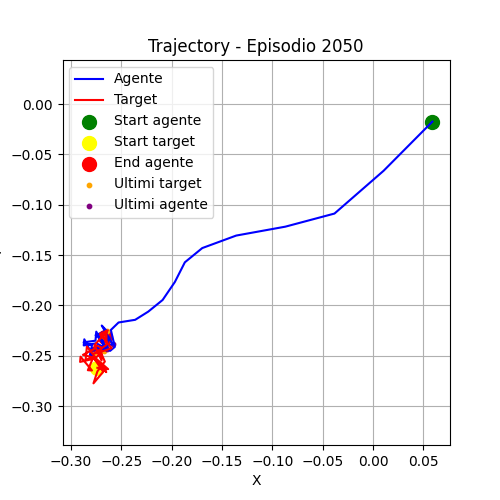 Trajectory - Episodio 2050
Agente
Target
Start agente
Start target
End agente
Ultimi target
Ultimi agente
0.00
−0.05
−0.10
−0.15
−0.20
−0.25
−0.30
−0.30 −0.25 −0.20 −0.15 −0.10 −0.05 0.00 0.05
X